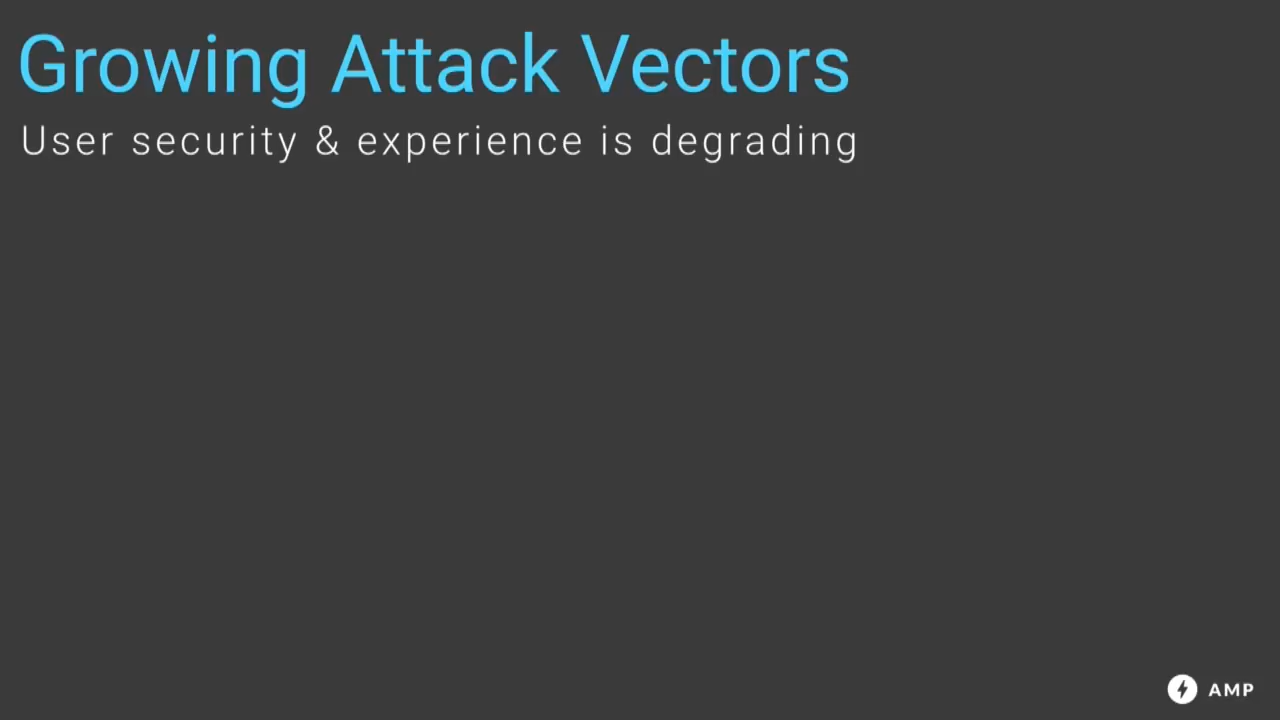 Growing Attack Vectors
User security & experience is degrading
AMP